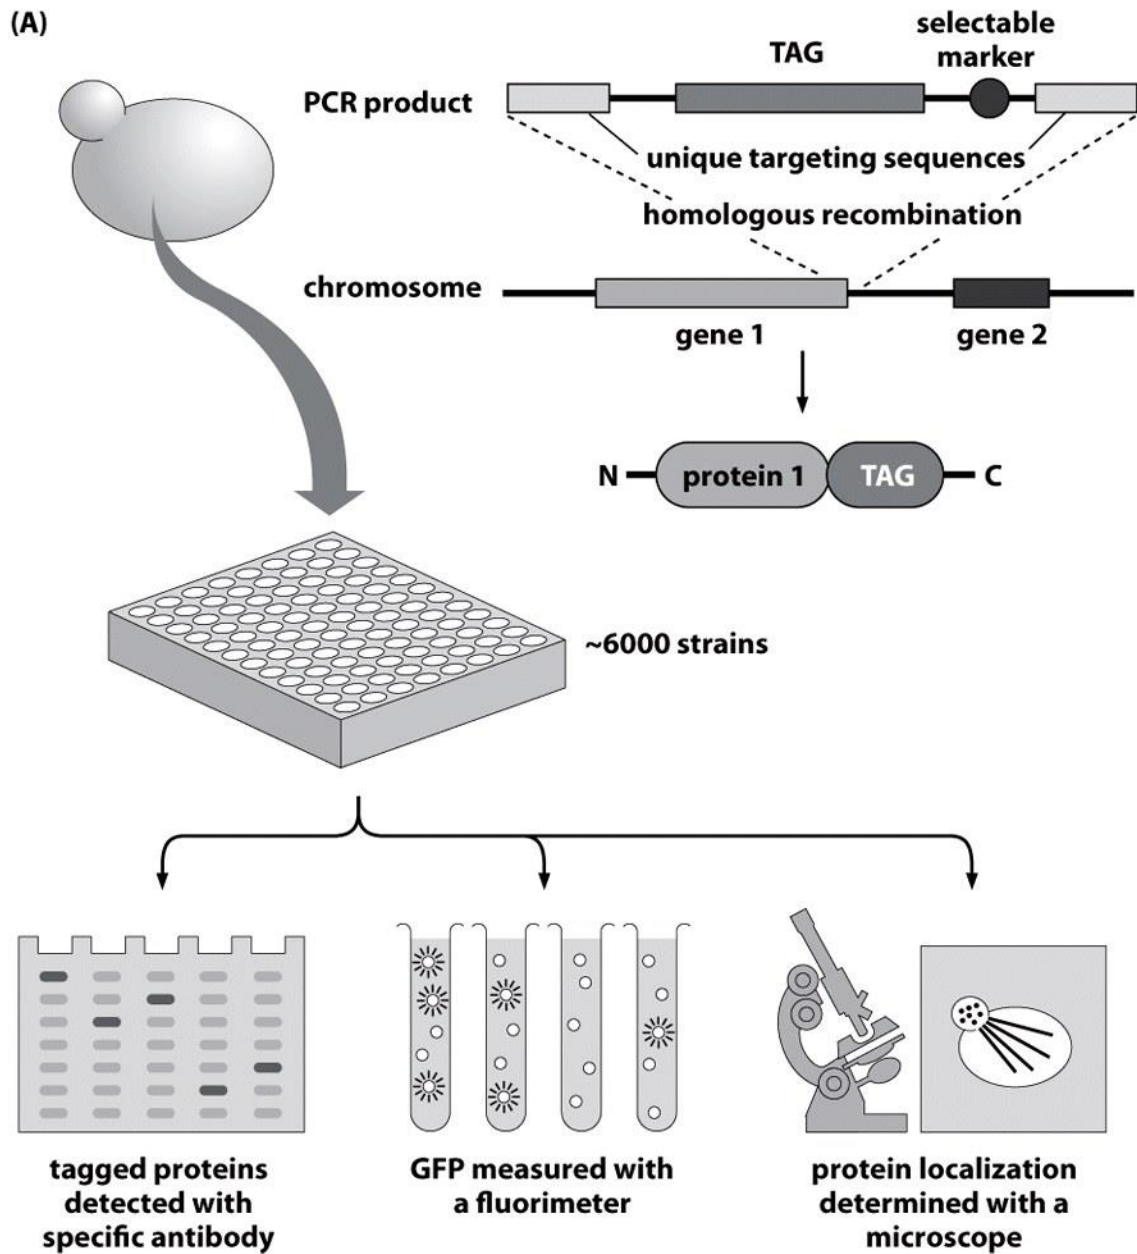 (A)
selectable
marker
TAG
PCR product
unique targeting sequences
homologous recombination
chromosome
gene 1
gene 2
N
protein 1
TAG
C
~6000 strains
tagged proteins
detected with
specific antibody
GFP measured with
a fluorimeter
protein localization
determined with a
microscope